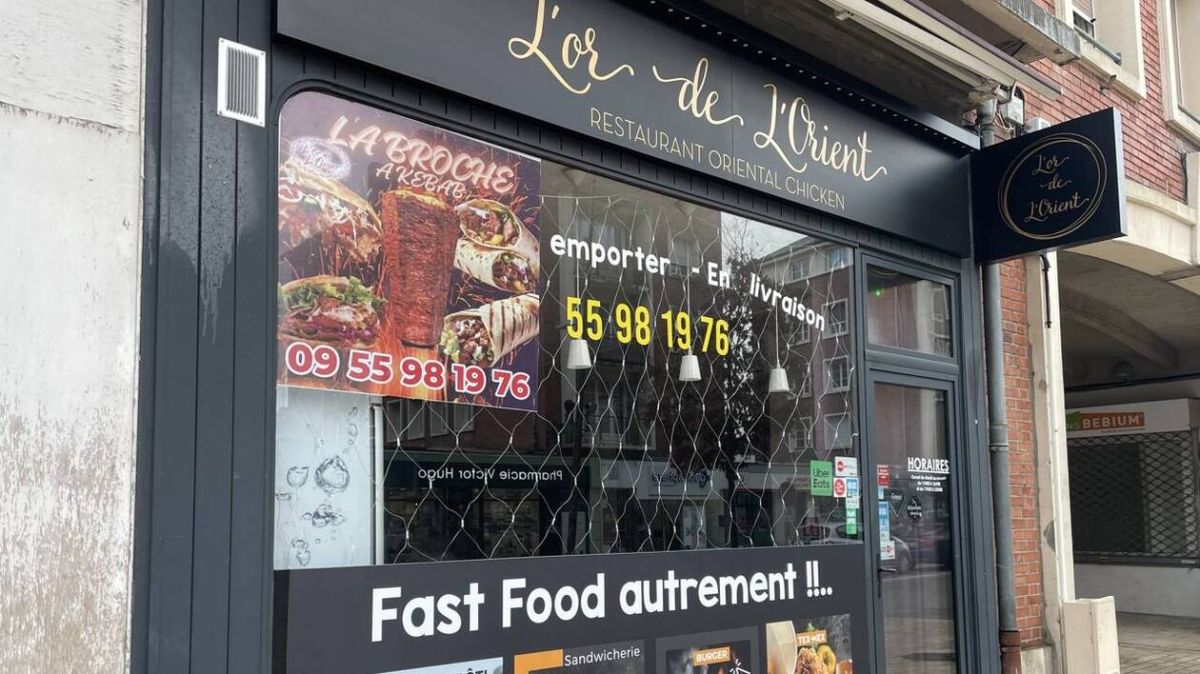 L'or de L'Orient
RESTAURANT ORIENTAL CHICKEN
L'or
de
L'Orient
L'A BROCHE
A KEBAB
09 55 98 19 76
emporter - En livraison
55 98 19 76
Pharmacie Victor Hugo
BEBIUM
Uber
Eats
HORAIRES
Fast Food autrement !!..
Sandwicherie
BURGER
TEX-MEX